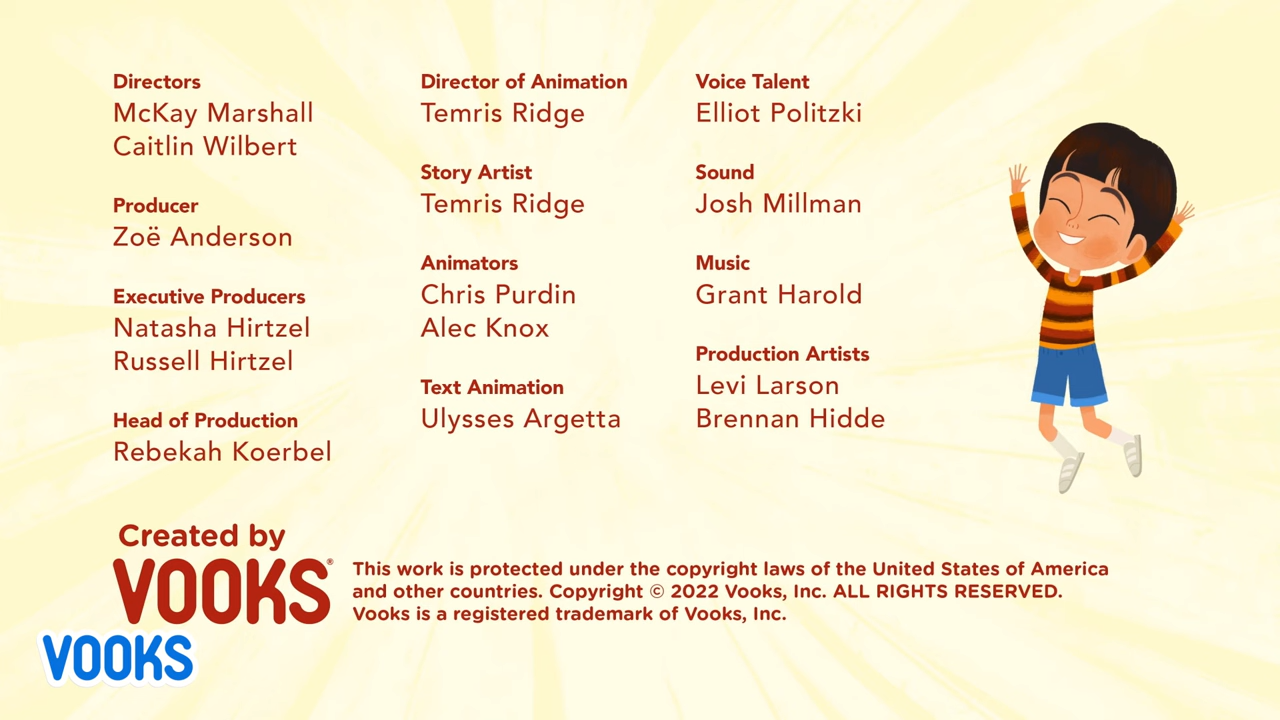 Directors
McKay Marshall
Caitlin Wilbert
Producer
Zoë Anderson
Executive Producers
Natasha Hirtzel
Russell Hirtzel
Head of Production
Rebekah Koerbel
Director of Animation
Temris Ridge
Story Artist
Temris Ridge
Animators
Chris Purdin
Alec Knox
Text Animation
Ulysses Argetta
Voice Talent
Elliot Politzki
Sound
Josh Millman
Music
Grant Harold
Production Artists
Levi Larson
Brennan Hidde
Created by
VOOKS®
This work is protected under the copyright laws of the United States of America
and other countries. Copyright © 2022 Vooks, Inc. ALL RIGHTS RESERVED.
Vooks is a registered trademark of Vooks, Inc.
VOOKS